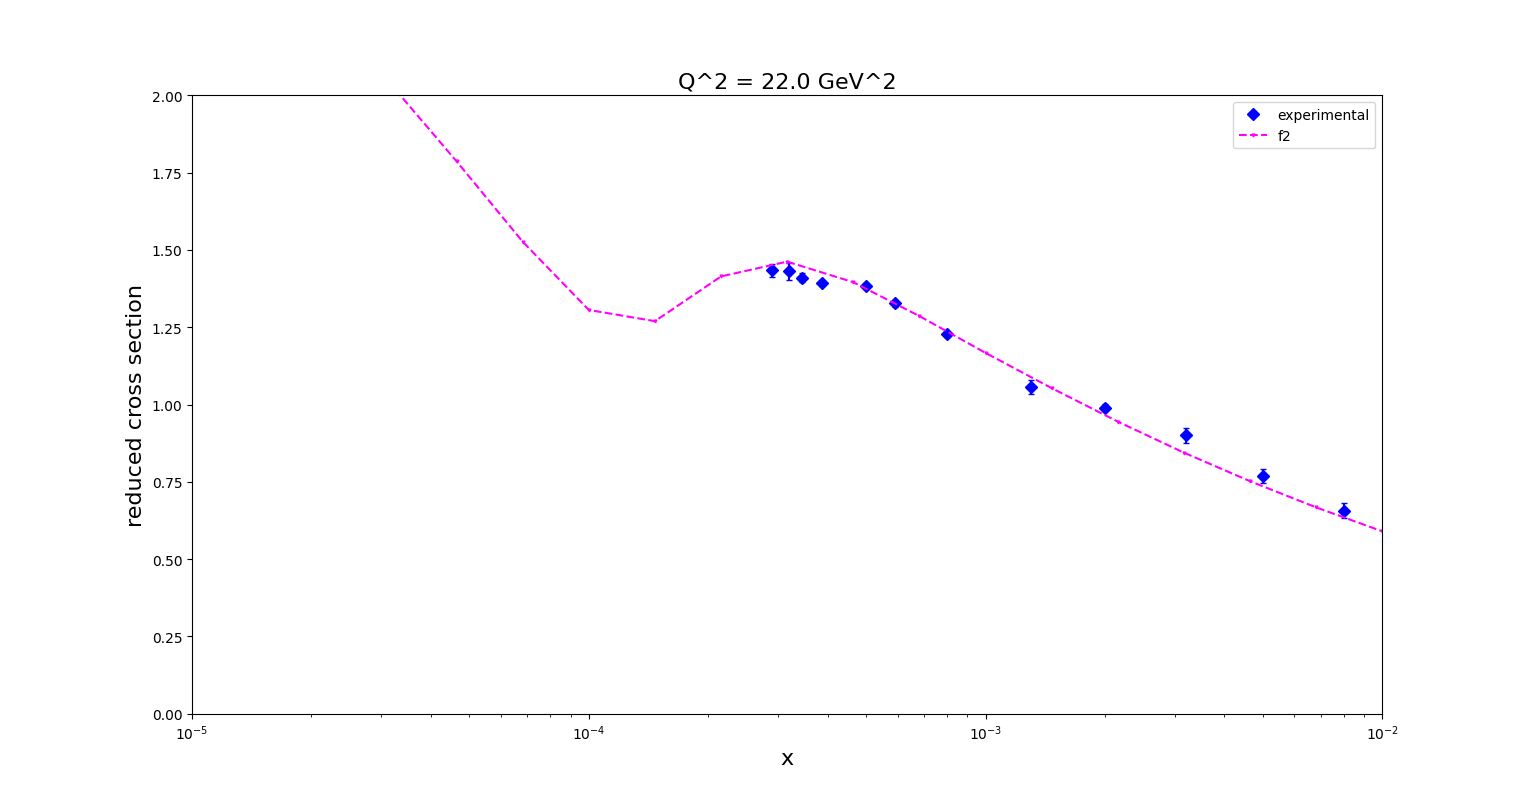 Q^2 = 22.0 GeV^2
experimental
f2
reduced cross section
2.00
1.75
1.50
1.25
1.00
0.75
0.50
0.25
0.00
10⁻⁵
10⁻⁴
10⁻³
10⁻²
x